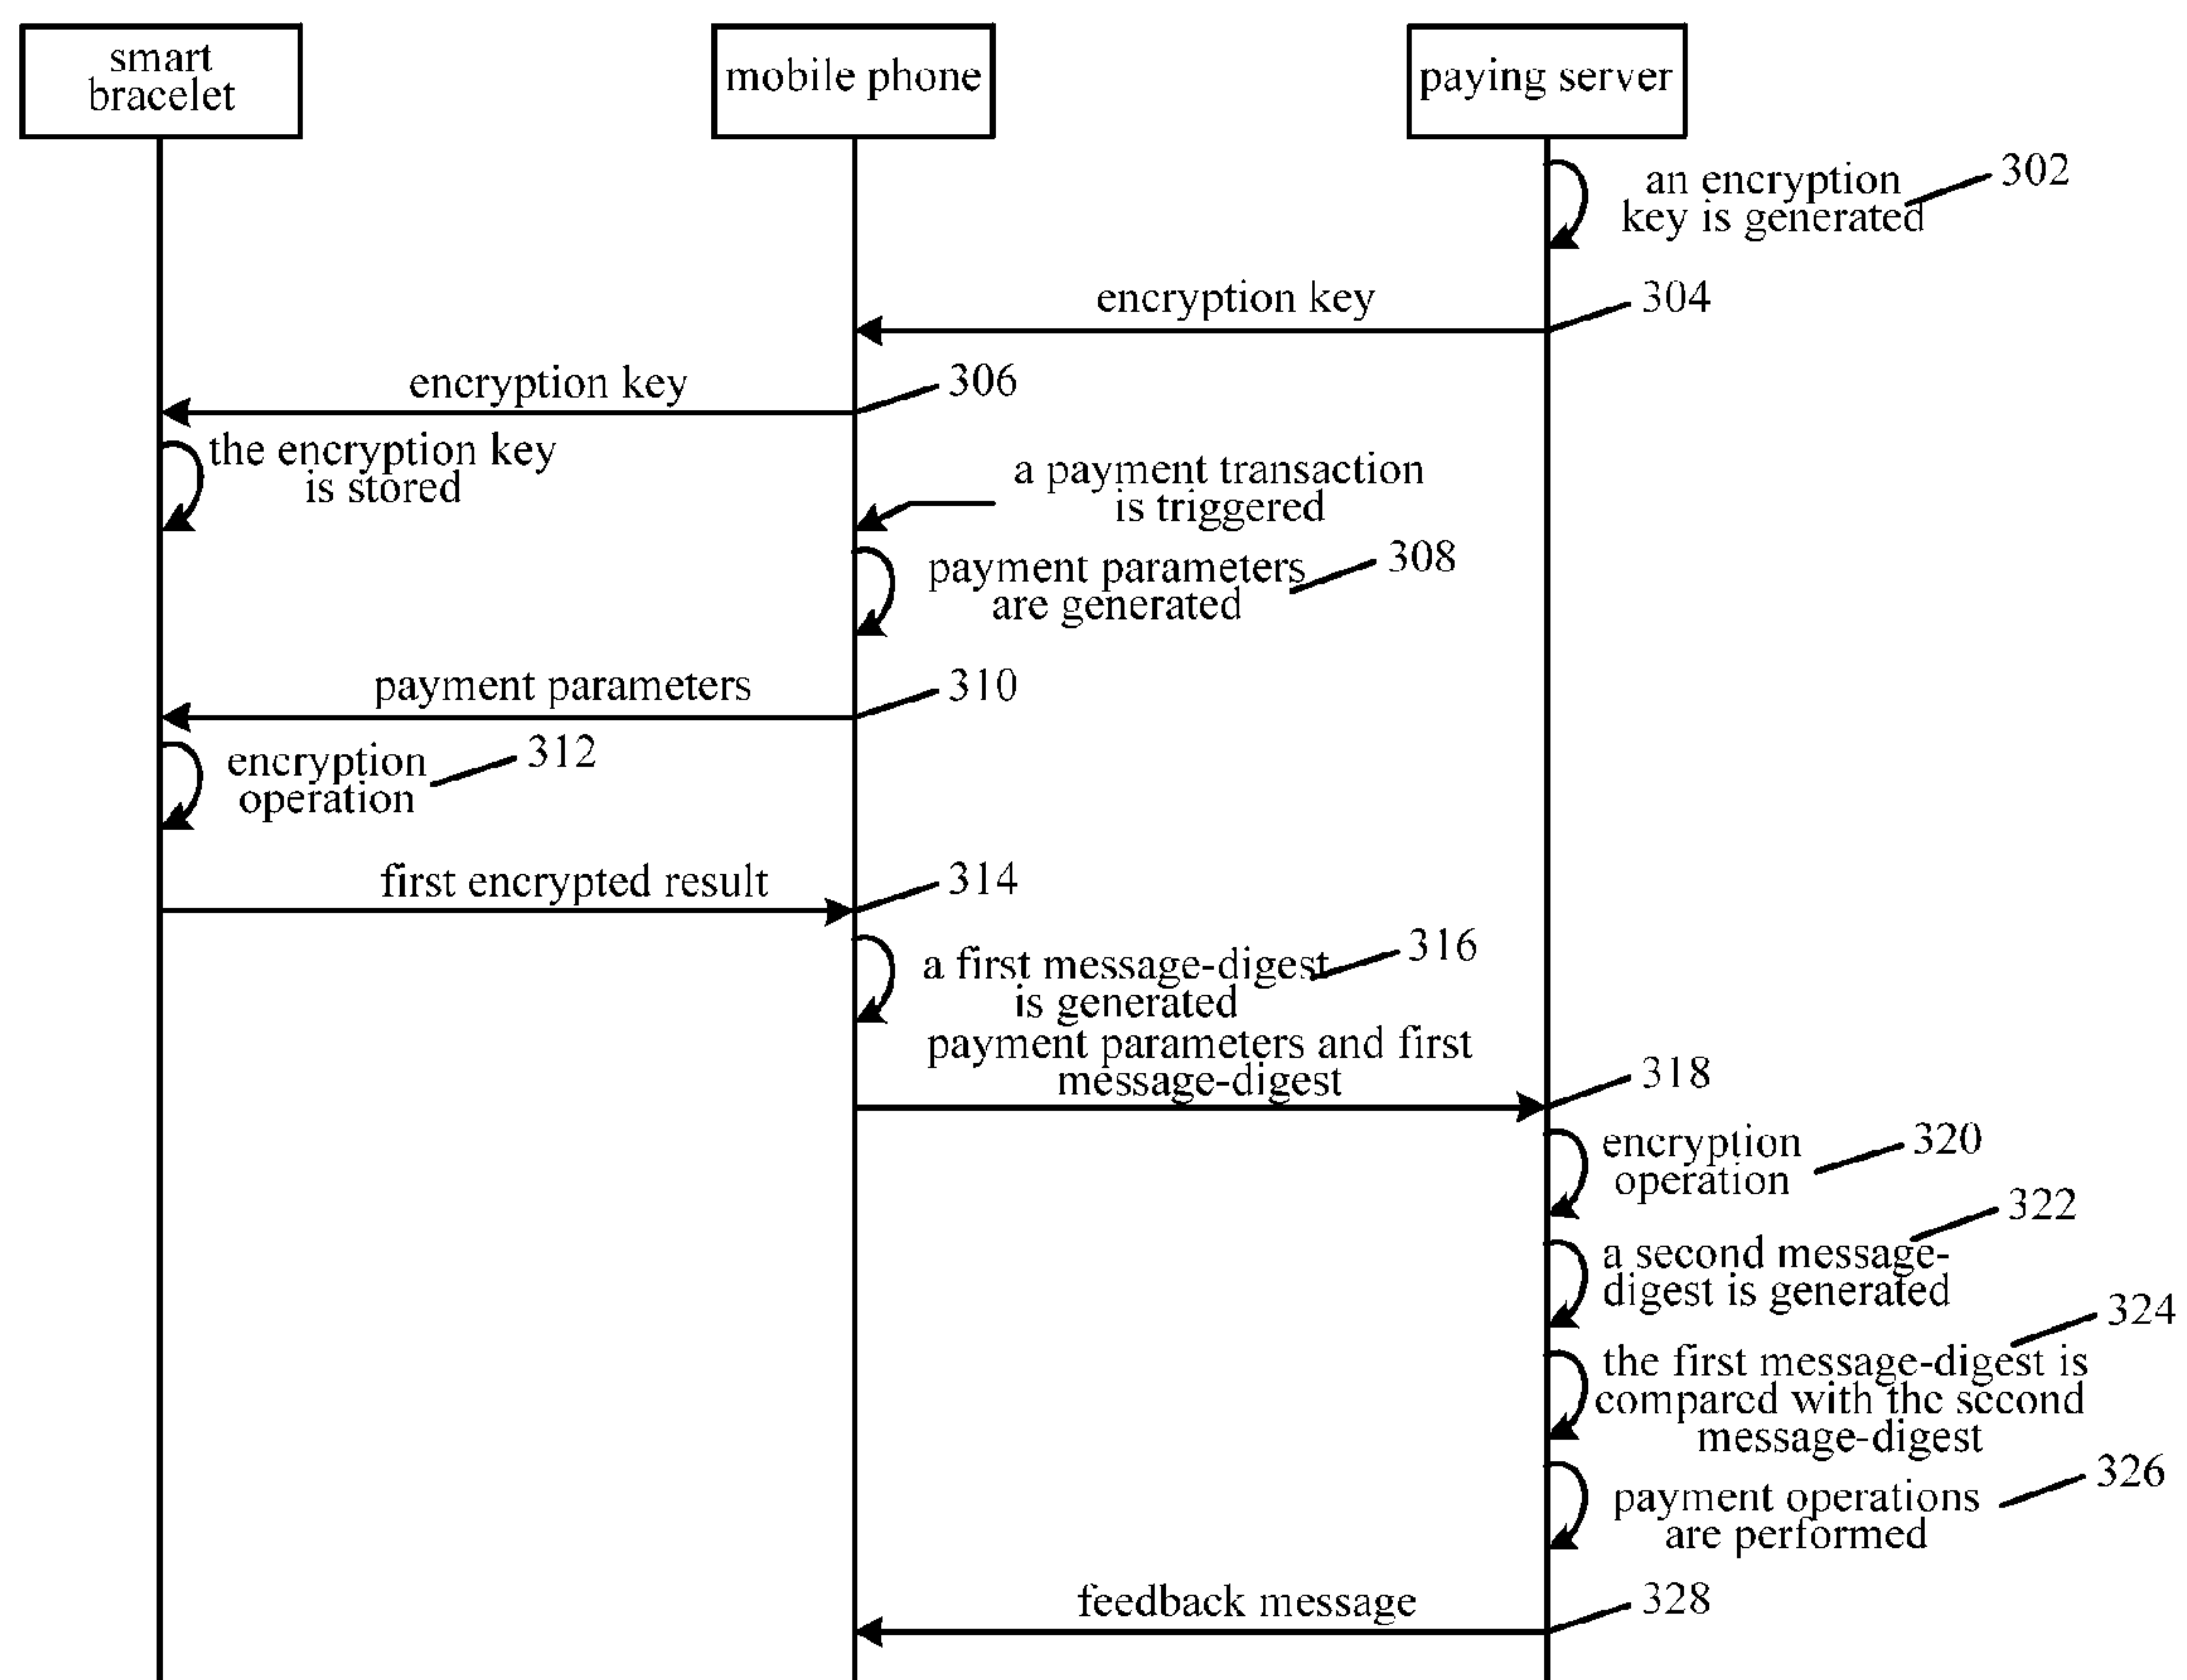 smart
bracelet
mobile phone
paying server
an encryption
key is generated
302
encryption key
304
encryption key
306
the encryption key
is stored
a payment transaction
is triggered
payment parameters
are generated
308
payment parameters
310
encryption
operation
312
first encrypted result
314
a first message-digest
is generated
316
payment parameters and first
message-digest
318
encryption
operation
320
322
a second message-
digest is generated
324
the first message-digest is
compared with the second
message-digest
326
payment operations
are performed
feedback message
328